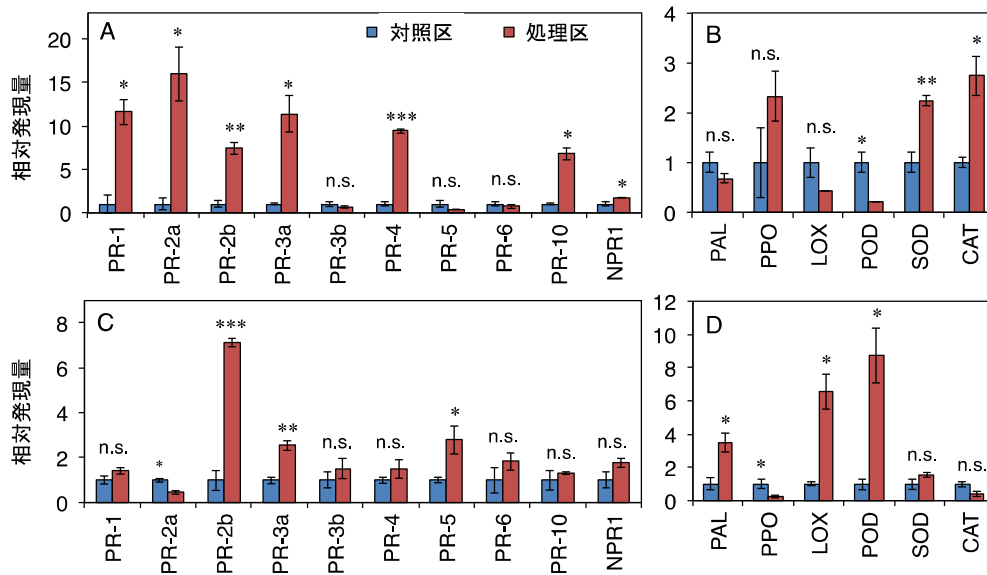 A
対照区
処理区
相対発現量
20
15
10
5
0
*
*
**
*
n.s.
***
n.s.
n.s.
*
*
PR-1
PR-2a
PR-2b
PR-3a
PR-3b
PR-4
PR-5
PR-6
PR-10
NPR1
B
4
3
2
1
0
n.s.
n.s.
n.s.
*
**
*
PAL
PPO
LOX
POD
SOD
CAT
C
相対発現量
8
6
4
2
0
n.s.
*
***
**
n.s.
n.s.
*
n.s.
n.s.
n.s.
PR-1
PR-2a
PR-2b
PR-3a
PR-3b
PR-4
PR-5
PR-6
PR-10
NPR1
D
12
10
8
6
4
2
0
*
*
*
*
n.s.
n.s.
PAL
PPO
LOX
POD
SOD
CAT